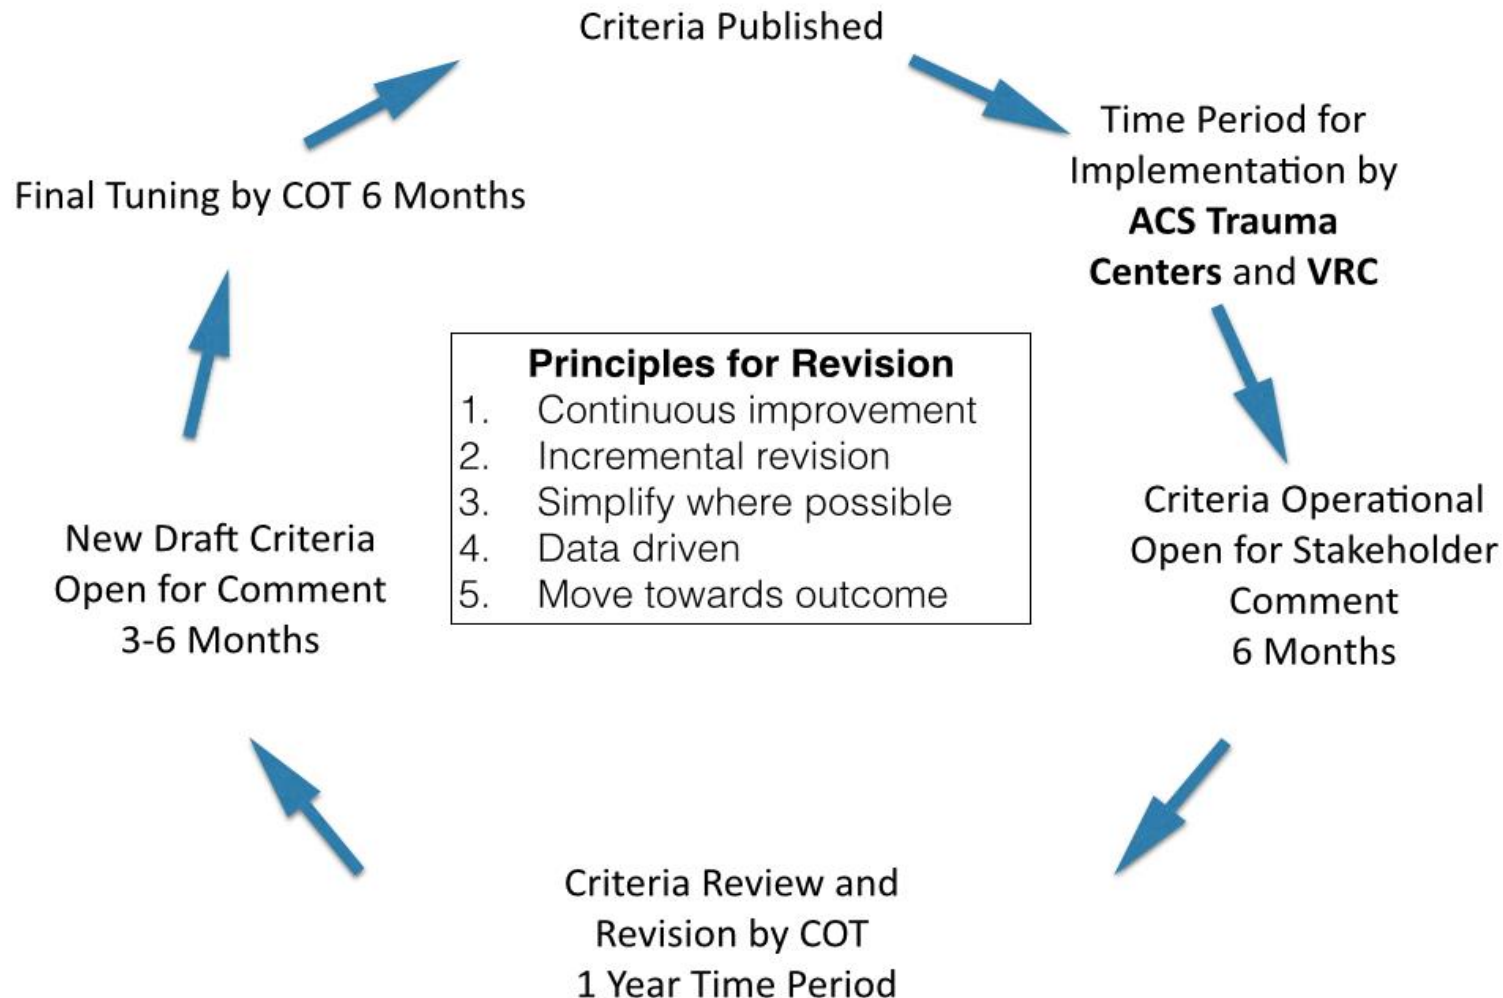 Criteria Published
Time Period for
Implementation by
ACS Trauma
Centers and VRC
Criteria Operational
Open for Stakeholder
Comment
6 Months
Criteria Review and
Revision by COT
1 Year Time Period
New Draft Criteria
Open for Comment
3-6 Months
Final Tuning by COT 6 Months
Principles for Revision
1. Continuous improvement
2. Incremental revision
3. Simplify where possible
4. Data driven
5. Move towards outcome